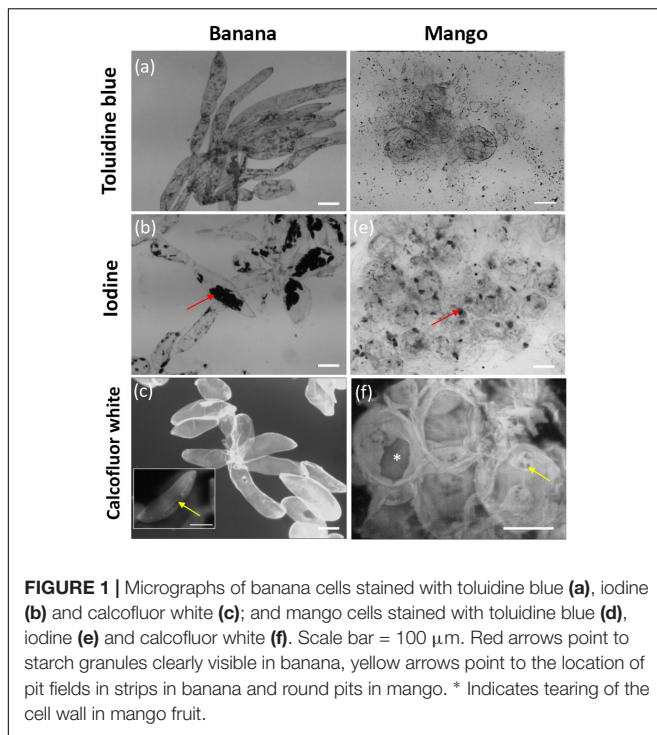 Banana Mango
Toluidine blue
(a)
Iodine
(b) (e)
Calcofluor white
(c) (f)
*
FIGURE 1 | Micrographs of banana cells stained with toluidine blue (a), iodine
(b) and calcofluor white (c); and mango cells stained with toluidine blue (d),
iodine (e) and calcofluor white (f). Scale bar = 100 μm. Red arrows point to
starch granules clearly visible in banana, yellow arrows point to the location of
pit fields in strips in banana and round pits in mango. * Indicates tearing of the
cell wall in mango fruit.